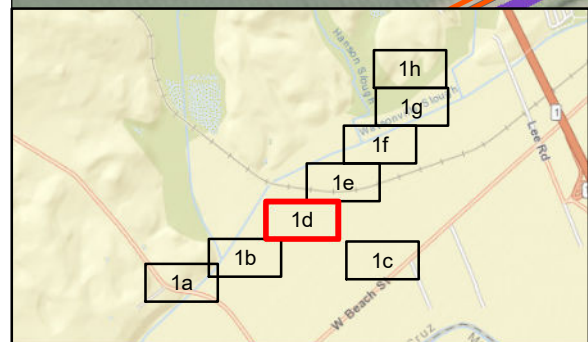 1h
Hanson Slough
1g
Watsonville Slough
1
1f
Lee Rd
1e
1d
1b
1c
1a
W Beach St